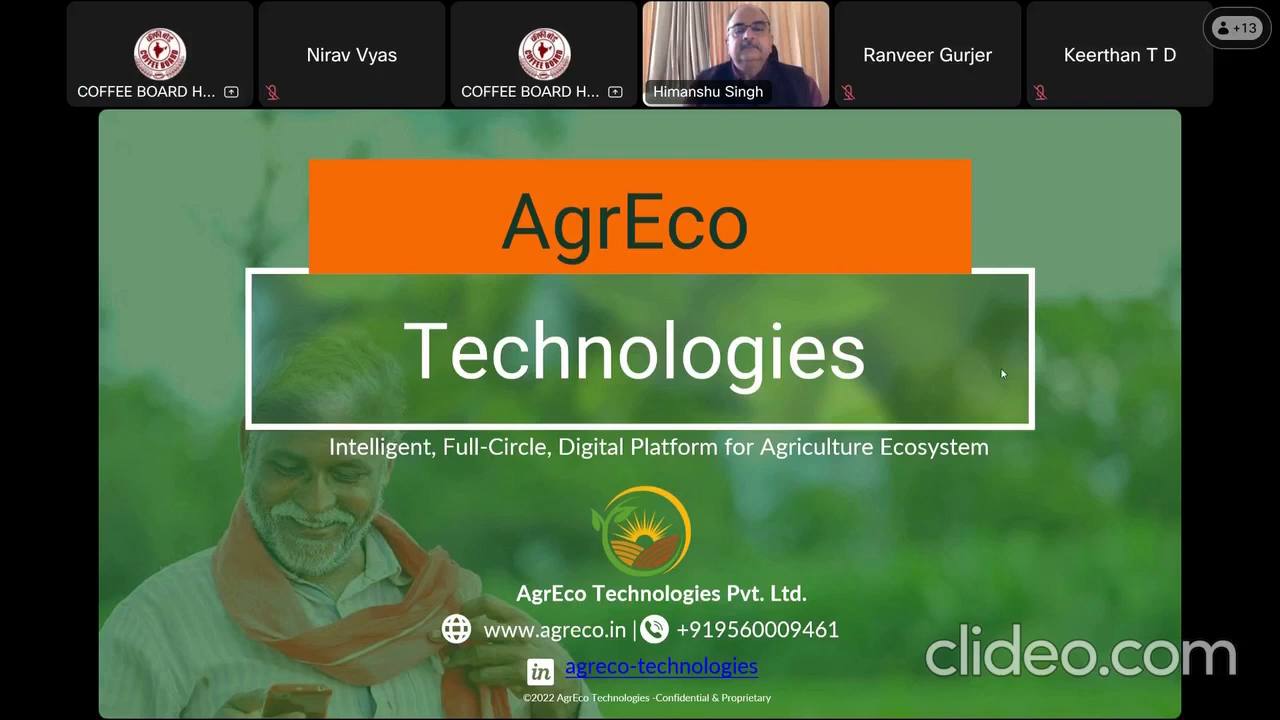 COFFEE BOARD H...
Nirav Vyas
COFFEE BOARD H...
Himanshu Singh
Ranveer Gurjer
Keerthan T D
+13
AgrEco
Technologies
Intelligent, Full-Circle, Digital Platform for Agriculture Ecosystem
AgrEco Technologies Pvt. Ltd.
www.agreco.in | +919560009461
in agreco-technologies
©2022 AgrEco Technologies -Confidential & Proprietary
clideo.com